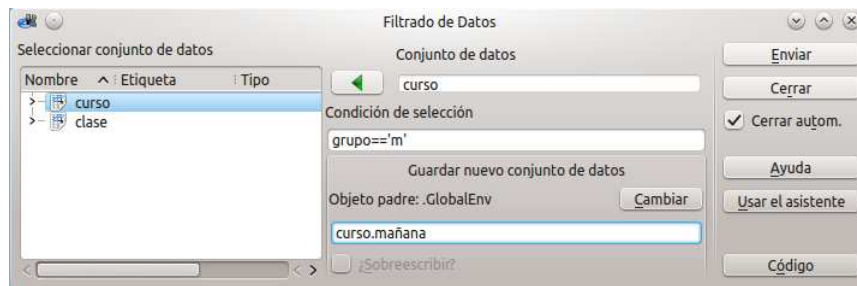 Filtrado de Datos
Seleccionar conjunto de datos
Nombre Etiqueta Tipo
curso
clase
Conjunto de datos
curso
Condición de selección
grupo=='m'
Guardar nuevo conjunto de datos
Objeto padre: .GlobalEnv Cambiar
curso.mañana
¿Sobreescribir?
Enviar
Cerrar
Cerrar autom.
Ayuda
Usar el asistente
Código